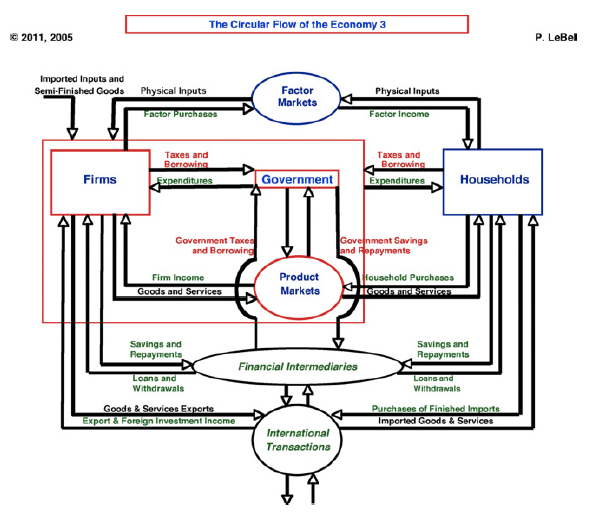 The Circular Flow of the Economy 3
© 2011, 2005
P. LeBel
Imported Inputs and
Semi-Finished Goods
Physical Inputs
Factor
Markets
Physical Inputs
Factor Purchases
Factor Income
Firms
Taxes and
Borrowing
Expenditures
Government
Taxes and
Borrowing
Expenditures
Households
Government Taxes
and Borrowing
Government Savings
and Repayments
Firm Income
Goods and Services
Product
Markets
Household Purchases
Goods and Services
Savings and
Repayments
Loans and
Withdrawals
Financial Intermediaries
Savings and
Repayments
Loans and
Withdrawals
Goods & Services Exports
Export & Foreign Investment Income
International
Transactions
Purchases of Finished Imports
Imported Goods & Services